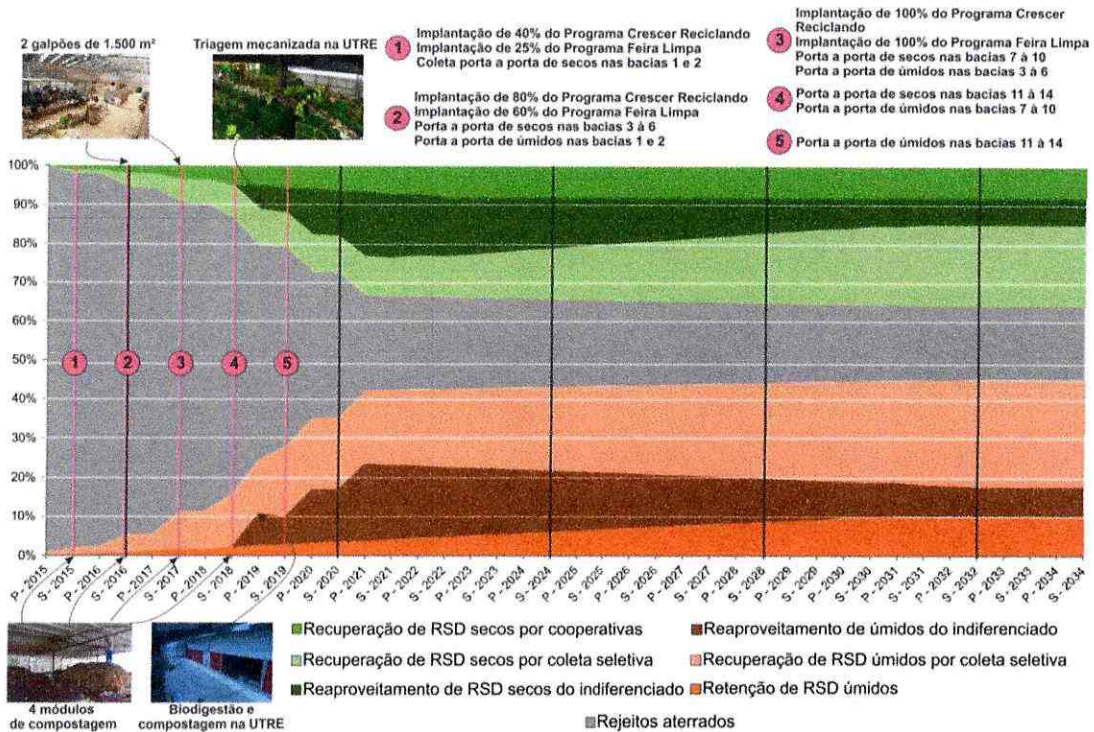 2 galpões de 1.500 m²
Triagem mecanizada na UTRE
1
Implantação de 40% do Programa Crescer Reciclando
Implantação de 25% do Programa Feira Limpa
Coleta porta a porta de secos nas bacias 1 e 2
2
Implantação de 80% do Programa Crescer Reciclando
Implantação de 60% do Programa Feira Limpa
Porta a porta de secos nas bacias 3 à 6
Porta a porta de úmidos nas bacias 1 e 2
3
Implantação de 100% do Programa Crescer
Reciclando
Implantação de 100% do Programa Feira Limpa
Porta a porta de secos nas bacias 7 à 10
Porta a porta de úmidos nas bacias 3 à 6
4
Porta a porta de secos nas bacias 11 à 14
Porta a porta de úmidos nas bacias 7 à 10
5
Porta a porta de úmidos nas bacias 11 à 14
100%
90%
80%
70%
60%
50%
40%
30%
20%
10%
0%
1
2
3
4
5
P - 2015
S - 2015
P - 2016
S - 2016
P - 2017
S - 2017
P - 2018
S - 2018
P - 2019
S - 2019
P - 2020
S - 2020
P - 2021
S - 2021
P - 2022
S - 2022
P - 2023
S - 2023
P - 2024
S - 2024
P - 2025
S - 2025
P - 2026
S - 2026
P - 2027
S - 2027
P - 2028
S - 2028
P - 2029
S - 2029
P - 2030
S - 2030
P - 2031
S - 2031
P - 2032
S - 2032
P - 2033
S - 2033
P - 2034
S - 2034
4 módulos
de compostagem
Biodigestão e
compostagem na UTRE
Recuperação de RSD secos por cooperativas
Reaproveitamento de úmidos do indiferenciado
Recuperação de RSD secos por coleta seletiva
Recuperação de RSD úmidos por coleta seletiva
Reaproveitamento de RSD secos do indiferenciado
Retenção de RSD úmidos
Rejeitos aterrados